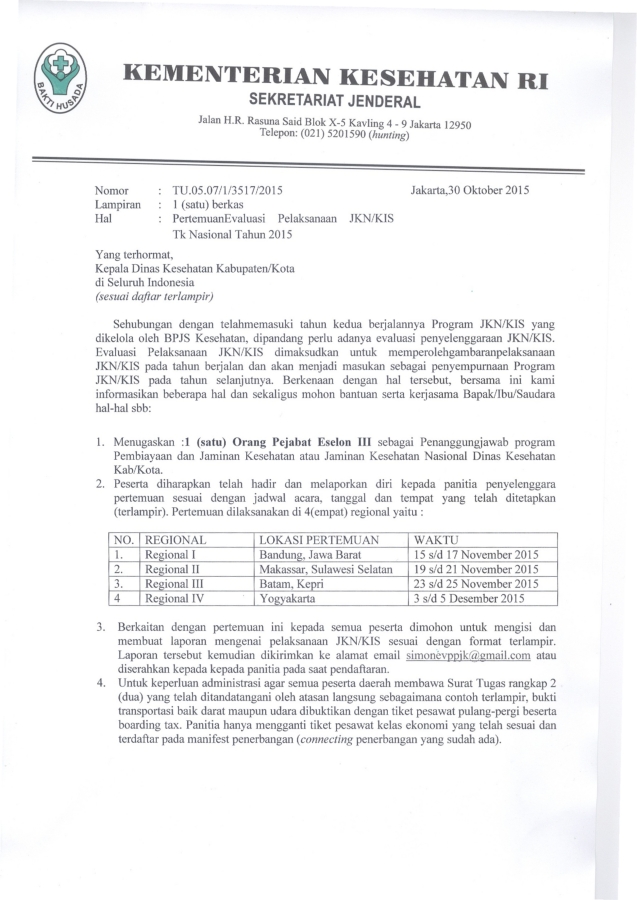 BAKTI HUSADA
KEMENTERIAN KESEHATAN RI
SEKRETARIAT JENDERAL
Jalan H.R. Rasuna Said Blok X-5 Kavling 4 - 9 Jakarta 12950
Telepon: (021) 5201590 (hunting)
Nomor : TU.05.07/1/3517/2015 Jakarta,30 Oktober 2015
Lampiran : 1 (satu) berkas
Hal : PertemuanEvaluasi Pelaksanaan JKN/KIS
Tk Nasional Tahun 2015
Yang terhormat,
Kepala Dinas Kesehatan Kabupaten/Kota
di Seluruh Indonesia
(sesuai daftar terlampir)
Sehubungan dengan telahmemasuki tahun kedua berjalannya Program JKN/KIS yang
dikelola oleh BPJS Kesehatan, dipandang perlu adanya evaluasi penyelenggaraan JKN/KIS.
Evaluasi Pelaksanaan JKN/KIS dimaksudkan untuk memperolehgambaranpelaksanaan
JKN/KIS pada tahun berjalan dan akan menjadi masukan sebagai penyempurnaan Program
JKN/KIS pada tahun selanjutnya. Berkenaan dengan hal tersebut, bersama ini kami
informasikan beberapa hal dan sekaligus mohon bantuan serta kerjasama Bapak/Ibu/Saudara
hal-hal sbb:
1. Menugaskan :1 (satu) Orang Pejabat Eselon III sebagai Penanggungjawab program
Pembiayaan dan Jaminan Kesehatan atau Jaminan Kesehatan Nasional Dinas Kesehatan
Kab/Kota.
2. Peserta diharapkan telah hadir dan melaporkan diri kepada panitia penyelenggara
pertemuan sesuai dengan jadwal acara, tanggal dan tempat yang telah ditetapkan
(terlampir). Pertemuan dilaksanakan di 4(empat) regional yaitu :
NO. REGIONAL LOKASI PERTEMUAN WAKTU
1. Regional I Bandung, Jawa Barat 15 s/d 17 November 2015
2. Regional II Makassar, Sulawesi Selatan 19 s/d 21 November 2015
3. Regional III Batam, Kepri 23 s/d 25 November 2015
4 Regional IV Yogyakarta 3 s/d 5 Desember 2015
3. Berkaitan dengan pertemuan ini kepada semua peserta dimohon untuk mengisi dan
membuat laporan mengenai pelaksanaan JKN/KIS sesuai dengan format terlampir.
Laporan tersebut kemudian dikirimkan ke alamat email simonevppjk@gmail.com atau
diserahkan kepada kepada panitia pada saat pendaftaran.
4. Untuk keperluan administrasi agar semua peserta daerah membawa Surat Tugas rangkap 2
(dua) yang telah ditandatangani oleh atasan langsung sebagaimana contoh terlampir, bukti
transportasi baik darat maupun udara dibuktikan dengan tiket pesawat pulang-pergi beserta
boarding tax. Panitia hanya mengganti tiket pesawat kelas ekonomi yang telah sesuai dan
terdaftar pada manifest penerbangan (connecting penerbangan yang sudah ada).